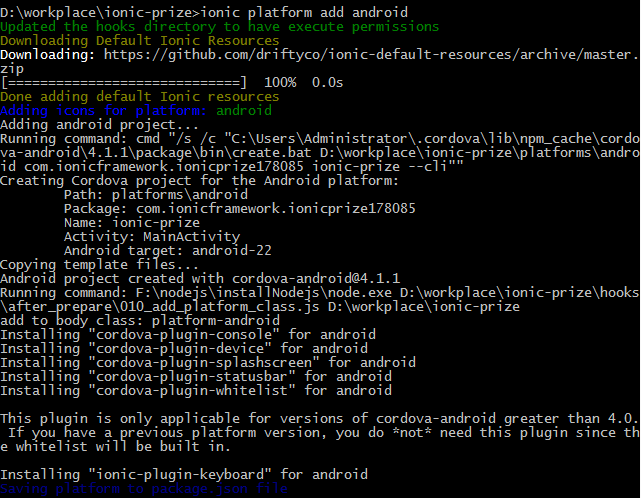 D:\workplace\ionic-prize>ionic platform add android
Updated the hooks directory to have execute permissions
Downloading Default Ionic Resources
Downloading: https://github.com/driftyco/ionic-default-resources/archive/master.
zip
[=============================]  100%  0.0s
Done adding default Ionic resources
Adding icons for platform: android
Adding android project...
Running command: cmd "/s /c "C:\Users\Administrator\.cordova\lib\npm_cache\cordo
va-android\4.1.1\package\bin\create.bat D:\workplace\ionic-prize\platforms\andro
id com.ionicframework.ionicprize178085 ionic-prize --cli""
Creating Cordova project for the Android platform:
        Path: platforms\android
        Package: com.ionicframework.ionicprize178085
        Name: ionic-prize
        Activity: MainActivity
        Android target: android-22
Copying template files...
Android project created with cordova-android@4.1.1
Running command: F:\nodejs\installNodejs\node.exe D:\workplace\ionic-prize\hooks
\after_prepare\010_add_platform_class.js D:\workplace\ionic-prize
add to body class: platform-android
Installing "cordova-plugin-console" for android
Installing "cordova-plugin-device" for android
Installing "cordova-plugin-splashscreen" for android
Installing "cordova-plugin-statusbar" for android
Installing "cordova-plugin-whitelist" for android

This plugin is only applicable for versions of cordova-android greater than 4.0.
 If you have a previous platform version, you do *not* need this plugin since th
e whitelist will be built in.

Installing "ionic-plugin-keyboard" for android
Saving platform to package.json file